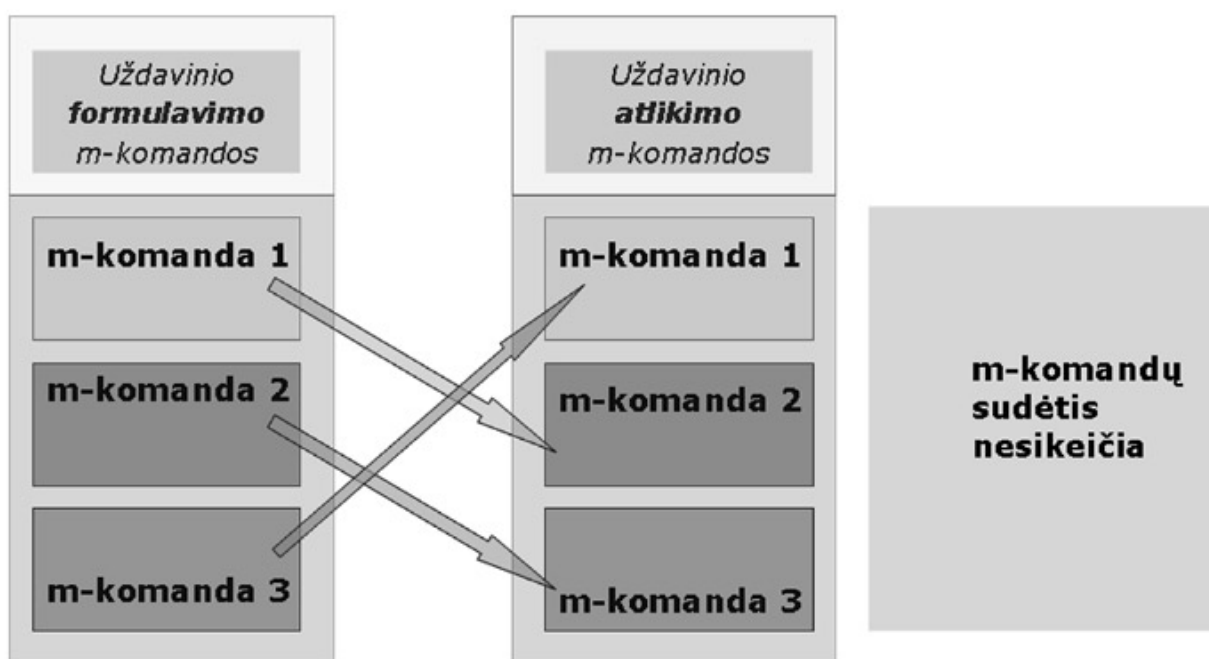 Uždavinio
formulavimo
m-komandos
m-komanda 1
m-komanda 2
m-komanda 3
Uždavinio
atlikimo
m-komandos
m-komanda 1
m-komanda 2
m-komanda 3
m-komandų
sudėtis
nesikeičia